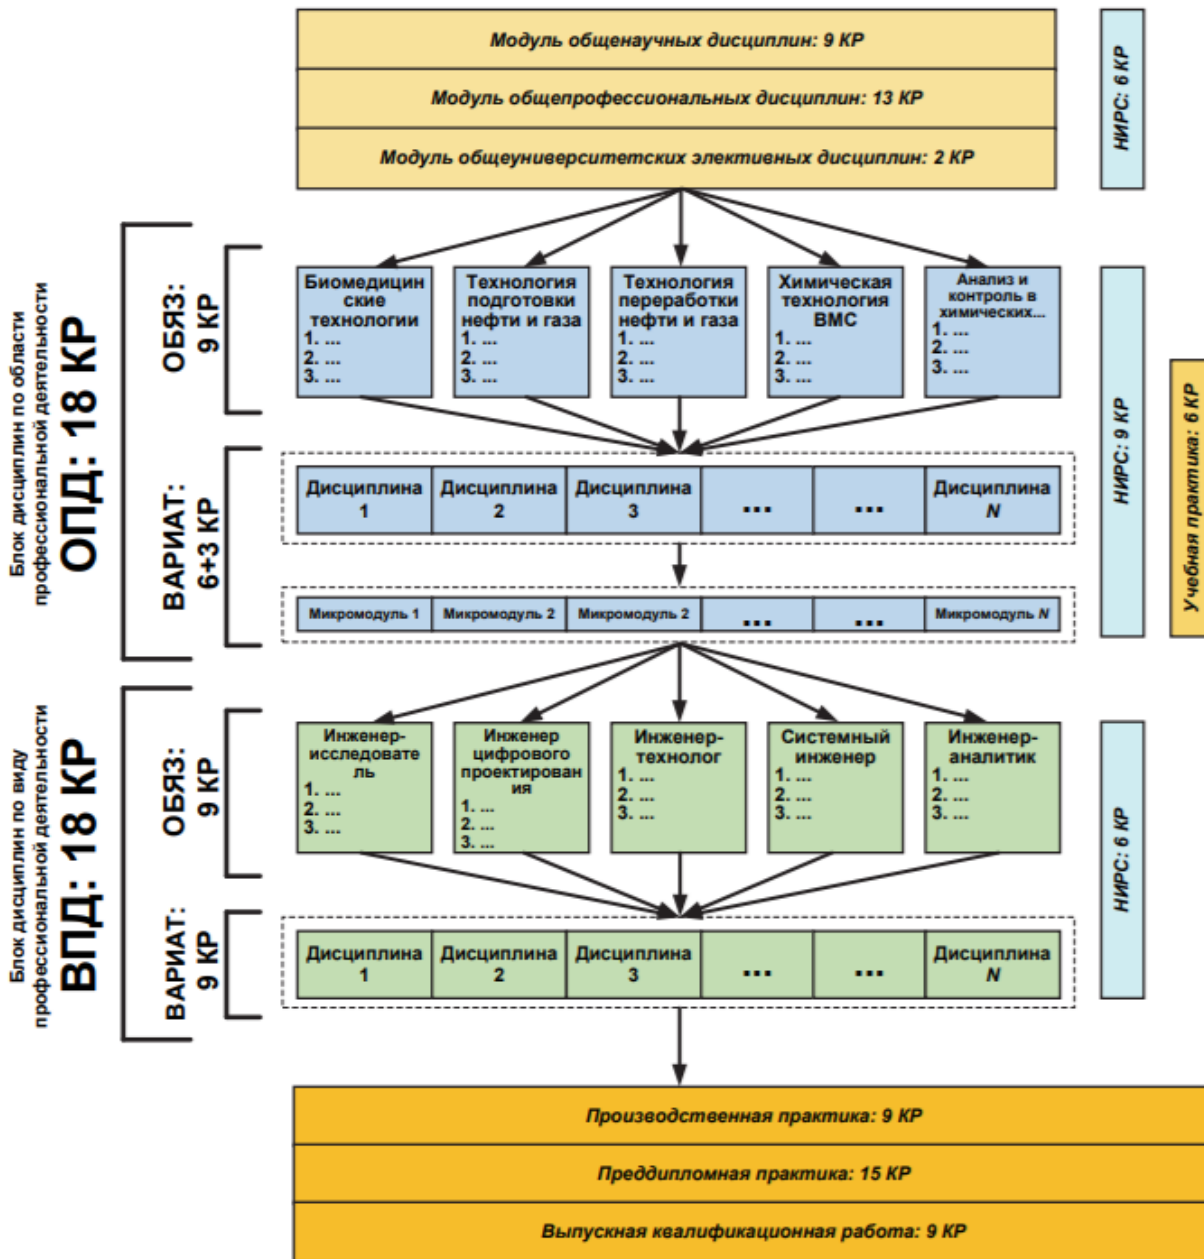 Модуль общенаучных дисциплин: 9 КР
Модуль общепрофессиональных дисциплин: 13 КР
Модуль общеуниверситетских элективных дисциплин: 2 КР
НИРС: 6 КР
Блок дисциплин по области
профессиональной деятельности
ОПД: 18 КР
ОБЯЗ:
9 КР
Биомедицин
ские
технологии
1. ...
2. ...
3. ...
Технология
подготовки
нефти и газа
1. ...
2. ...
3. ...
Технология
переработки
нефти и газа
1. ...
2. ...
3. ...
Химическая
технология
ВМС
1. ...
2. ...
3. ...
Анализ и
контроль в
химических...
1. ...
2. ...
3. ...
НИРС: 9 КР
Учебная практика: 6 КР
ВАРИАТ:
6+3 КР
Дисциплина
1
Дисциплина
2
Дисциплина
3
...
...
Дисциплина
N
Микромодуль 1
Микромодуль 2
Микромодуль 2
...
...
Микромодуль N
Блок дисциплин по виду
профессиональной деятельности
ВПД: 18 КР
ОБЯЗ:
9 КР
Инженер-
исследовате
ль
1. ...
2. ...
3. ...
Инженер
цифрового
проектирован
ия
1. ...
2. ...
3. ...
Инженер-
технолог
1. ...
2. ...
3. ...
Системный
инженер
1. ...
2. ...
3. ...
Инженер-
аналитик
1. ...
2. ...
3. ...
НИРС: 6 КР
ВАРИАТ:
9 КР
Дисциплина
1
Дисциплина
2
Дисциплина
3
...
...
Дисциплина
N
Производственная практика: 9 КР
Преддипломная практика: 15 КР
Выпускная квалификационная работа: 9 КР